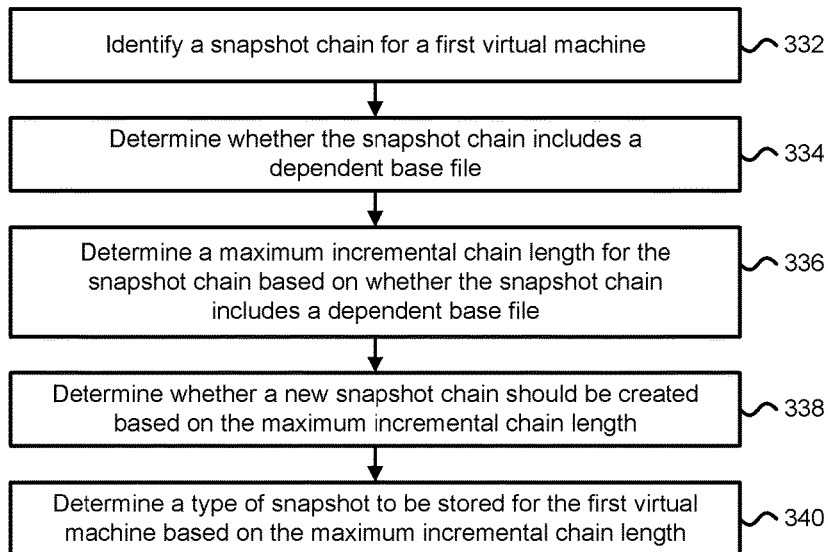 Identify a snapshot chain for a first virtual machine
332
Determine whether the snapshot chain includes a
dependent base file
334
Determine a maximum incremental chain length for the
snapshot chain based on whether the snapshot chain
includes a dependent base file
336
Determine whether a new snapshot chain should be created
based on the maximum incremental chain length
338
Determine a type of snapshot to be stored for the first virtual
machine based on the maximum incremental chain length
340